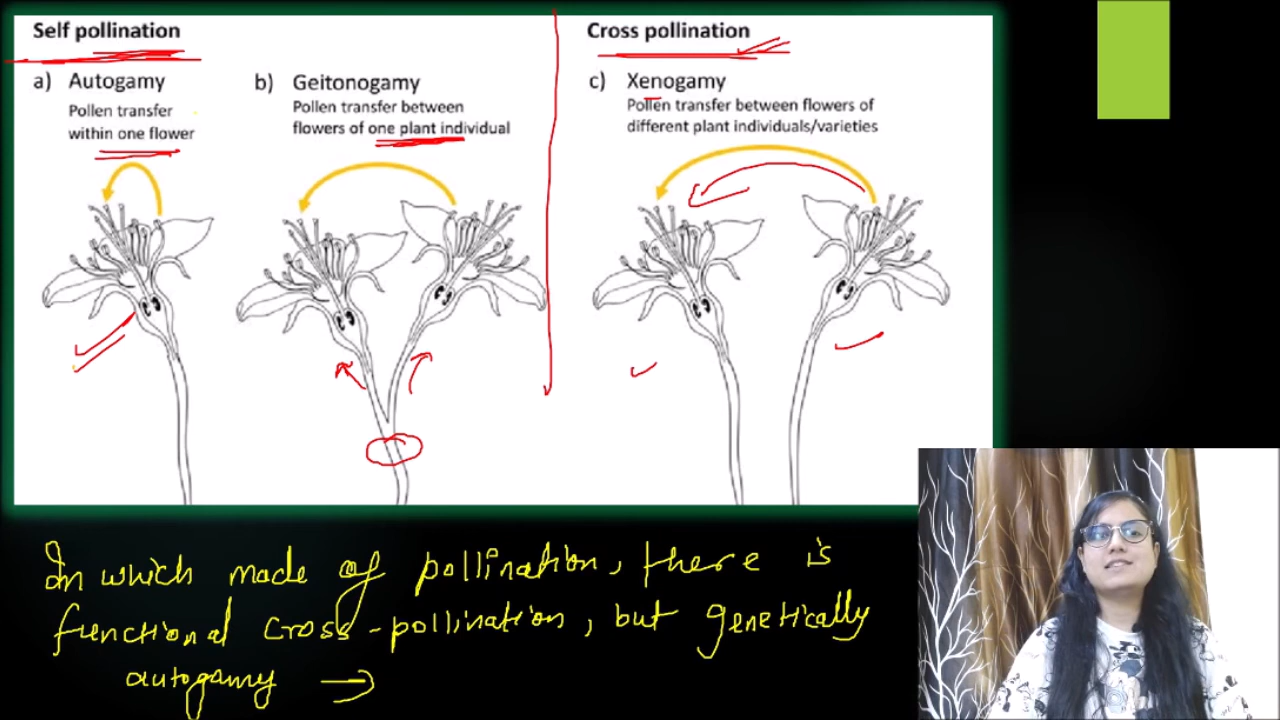 Self pollination
Cross pollination
a) Autogamy
Pollen transfer
within one flower
b) Geitonogamy
Pollen transfer between
flowers of one plant individual
c) Xenogamy
Pollen transfer between flowers of
different plant individuals/varieties
In which mode of pollination, there is
functional cross-pollination, but genetically
autogamy →